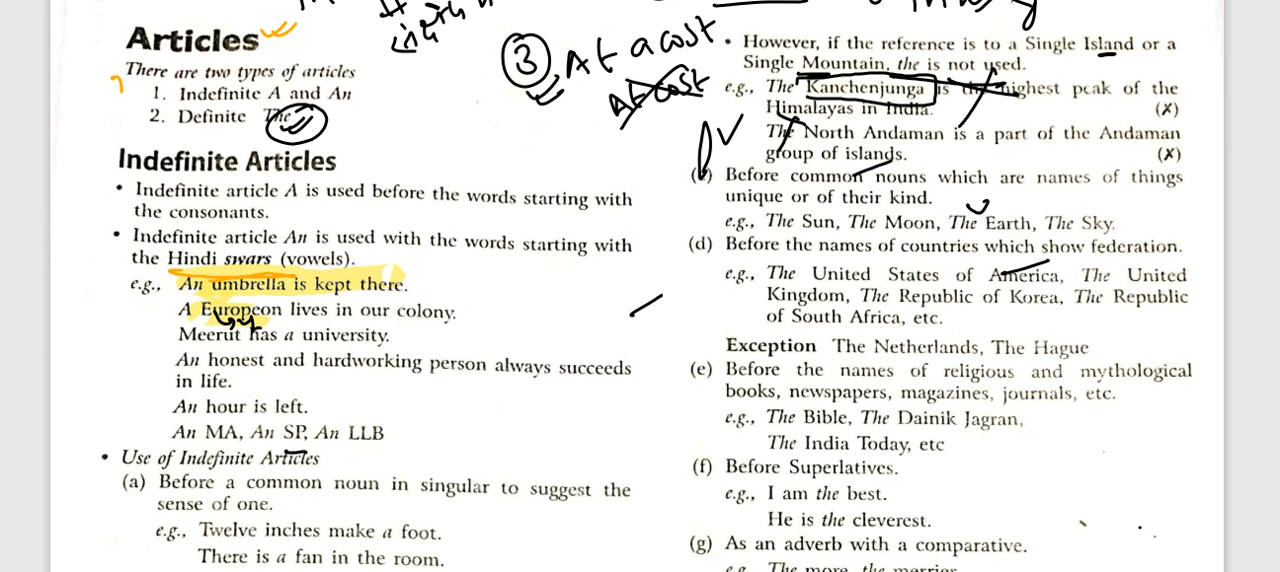 Articles
There are two types of articles
1. Indefinite A and An
2. Definite The
Indefinite Articles
• Indefinite article A is used before the words starting with
the consonants.
• Indefinite article An is used with the words starting with
the Hindi swars (vowels).
e.g., An umbrella is kept there.
A Europeon lives in our colony.
Meerut has a university.
An honest and hardworking person always succeeds
in life.
An hour is left.
An MA, An SP, An LLB
• Use of Indefinite Articles
(a) Before a common noun in singular to suggest the
sense of one.
e.g., Twelve inches make a foot.
There is a fan in the room.
3 At a cost
At cost
• However, if the reference is to a Single Island or a
Single Mountain, the is not used.
e.g., The Kanchenjunga is the highest peak of the
Himalayas in India. (✗)
The North Andaman is a part of the Andaman
group of islands. (✗)
Before common nouns which are names of things
unique or of their kind.
e.g., The Sun, The Moon, The Earth, The Sky.
(d) Before the names of countries which show federation.
e.g., The United States of America, The United
Kingdom, The Republic of Korea, The Republic
of South Africa, etc.
Exception The Netherlands, The Hague
(e) Before the names of religious and mythological
books, newspapers, magazines, journals, etc.
e.g., The Bible, The Dainik Jagran,
The India Today, etc
(f) Before Superlatives.
e.g., I am the best.
He is the cleverest.
(g) As an adverb with a comparative.
e.g., The more, the merrier